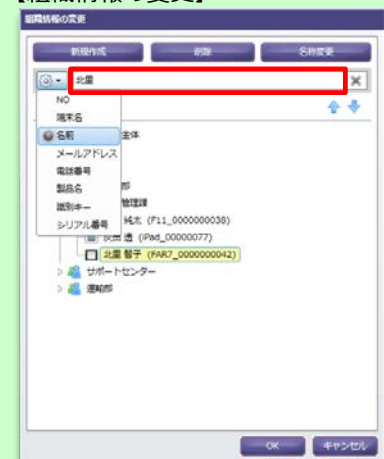 【組織情報の変更】
組織情報の変更
新規作成 削除 名称変更
北里
NO
端末名
名前 主体
メールアドレス
電話番号
製品名 部
識別キー 管理課
シリアル番号 純太 (F11_0000000038)
透 (iPad_00000077)
北里 智子 (FAR7_0000000042)
サポートセンター
運輸部
OK キャンセル